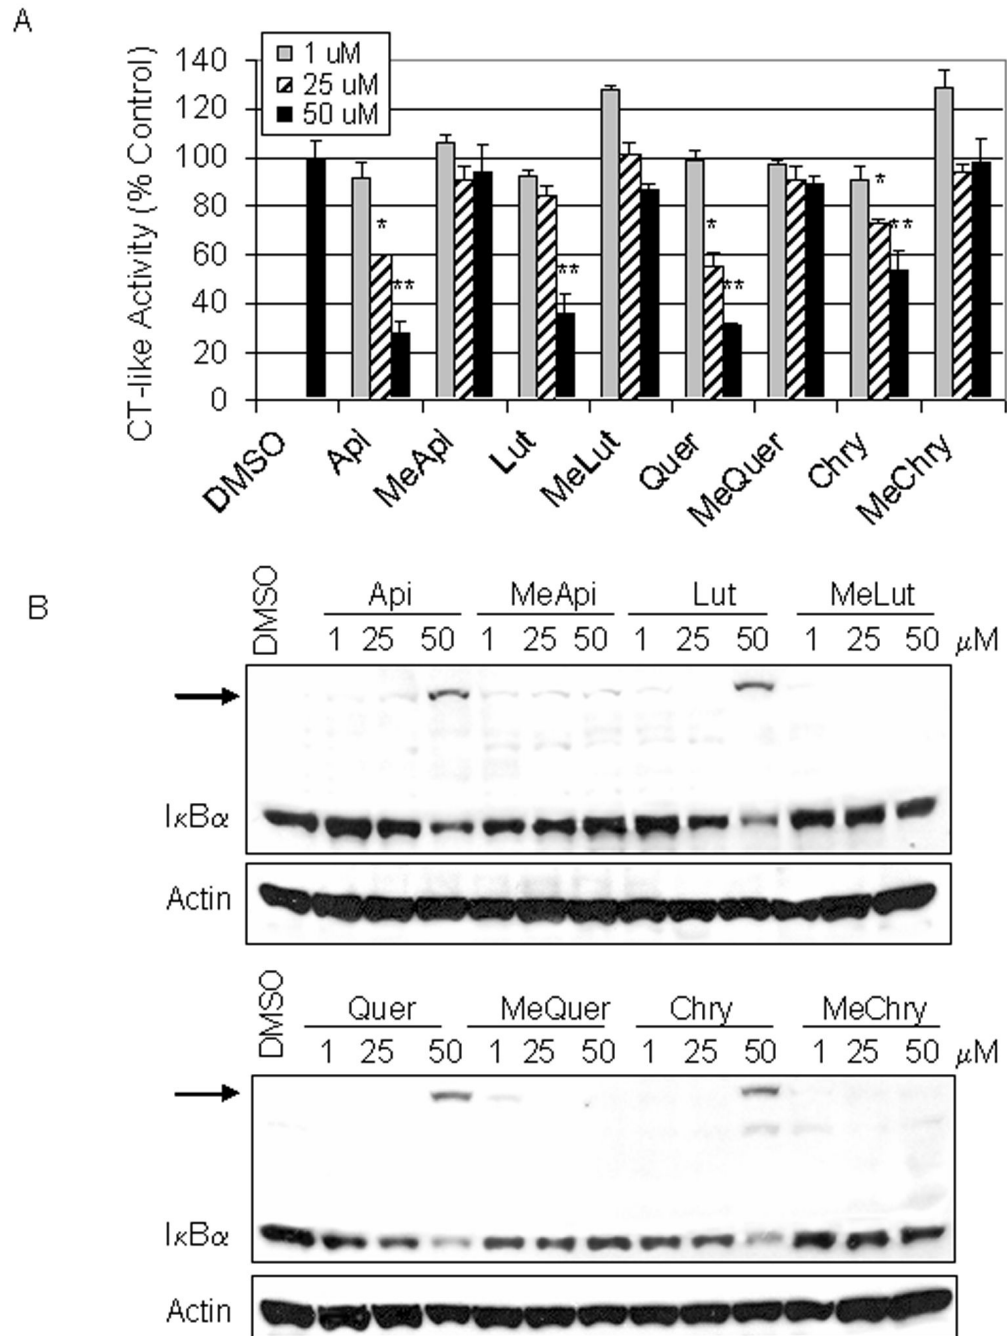 A
CT-like Activity (% Control)
140
120
100
80
60
40
20
0
1 uM
25 uM
50 uM
* ** ** * ** * **
DMSO Api MeApi Lut MeLut Quer MeQuer Chry MeChry
B
DMSO Api MeApi Lut MeLut
1 25 50 1 25 50 1 25 50 1 25 50 μM
IκBα
Actin
DMSO Quer MeQuer Chry MeChry
1 25 50 1 25 50 1 25 50 1 25 50 μM
IκBα
Actin